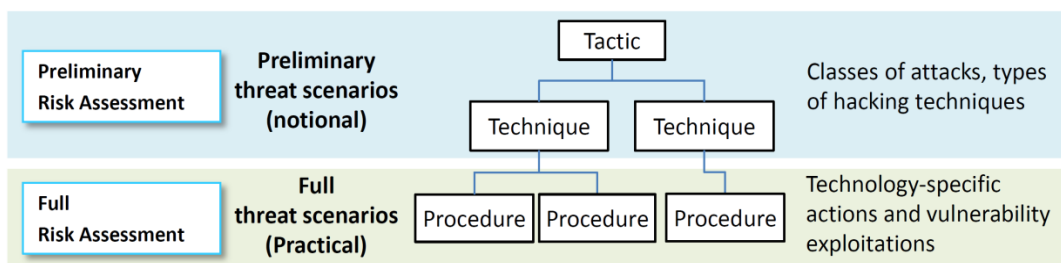 Preliminary
Risk Assessment
Preliminary
threat scenarios
(notional)
Tactic
Technique
Technique
Classes of attacks, types
of hacking techniques
Full
Risk Assessment
Full
threat scenarios
(Practical)
Procedure
Procedure
Procedure
Technology-specific
actions and vulnerability
exploitations